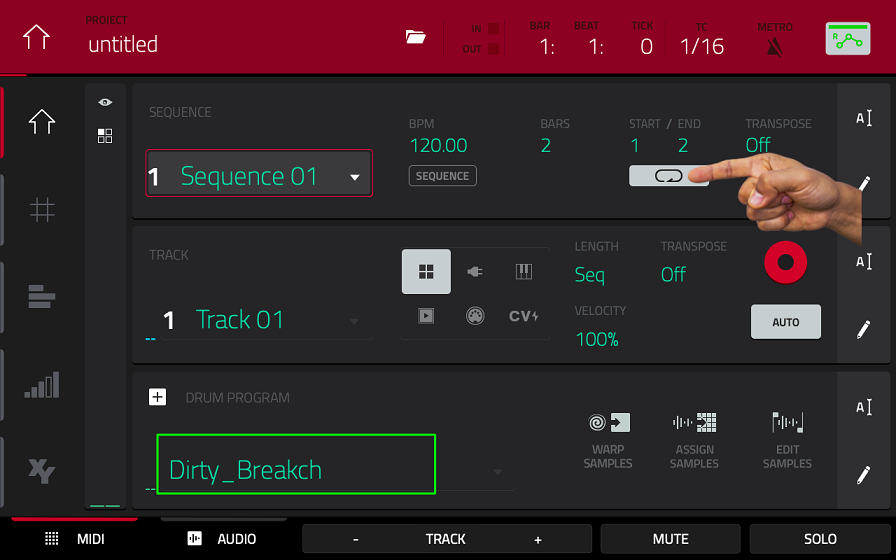 PROJECT
untitled
IN
OUT
BAR BEAT TICK TC METRO
1: 1: 0 1/16
R
SEQUENCE
1 Sequence 01
BPM BARS START / END TRANSPOSE
120.00 2 1 2 Off
SEQUENCE
A
TRACK
1 Track 01
CV
LENGTH TRANSPOSE
Seq Off
VELOCITY
100%
AUTO
A
DRUM PROGRAM
Dirty_Breakch
WARP SAMPLES
ASSIGN SAMPLES
EDIT SAMPLES
A
XY
MIDI AUDIO - TRACK + MUTE SOLO